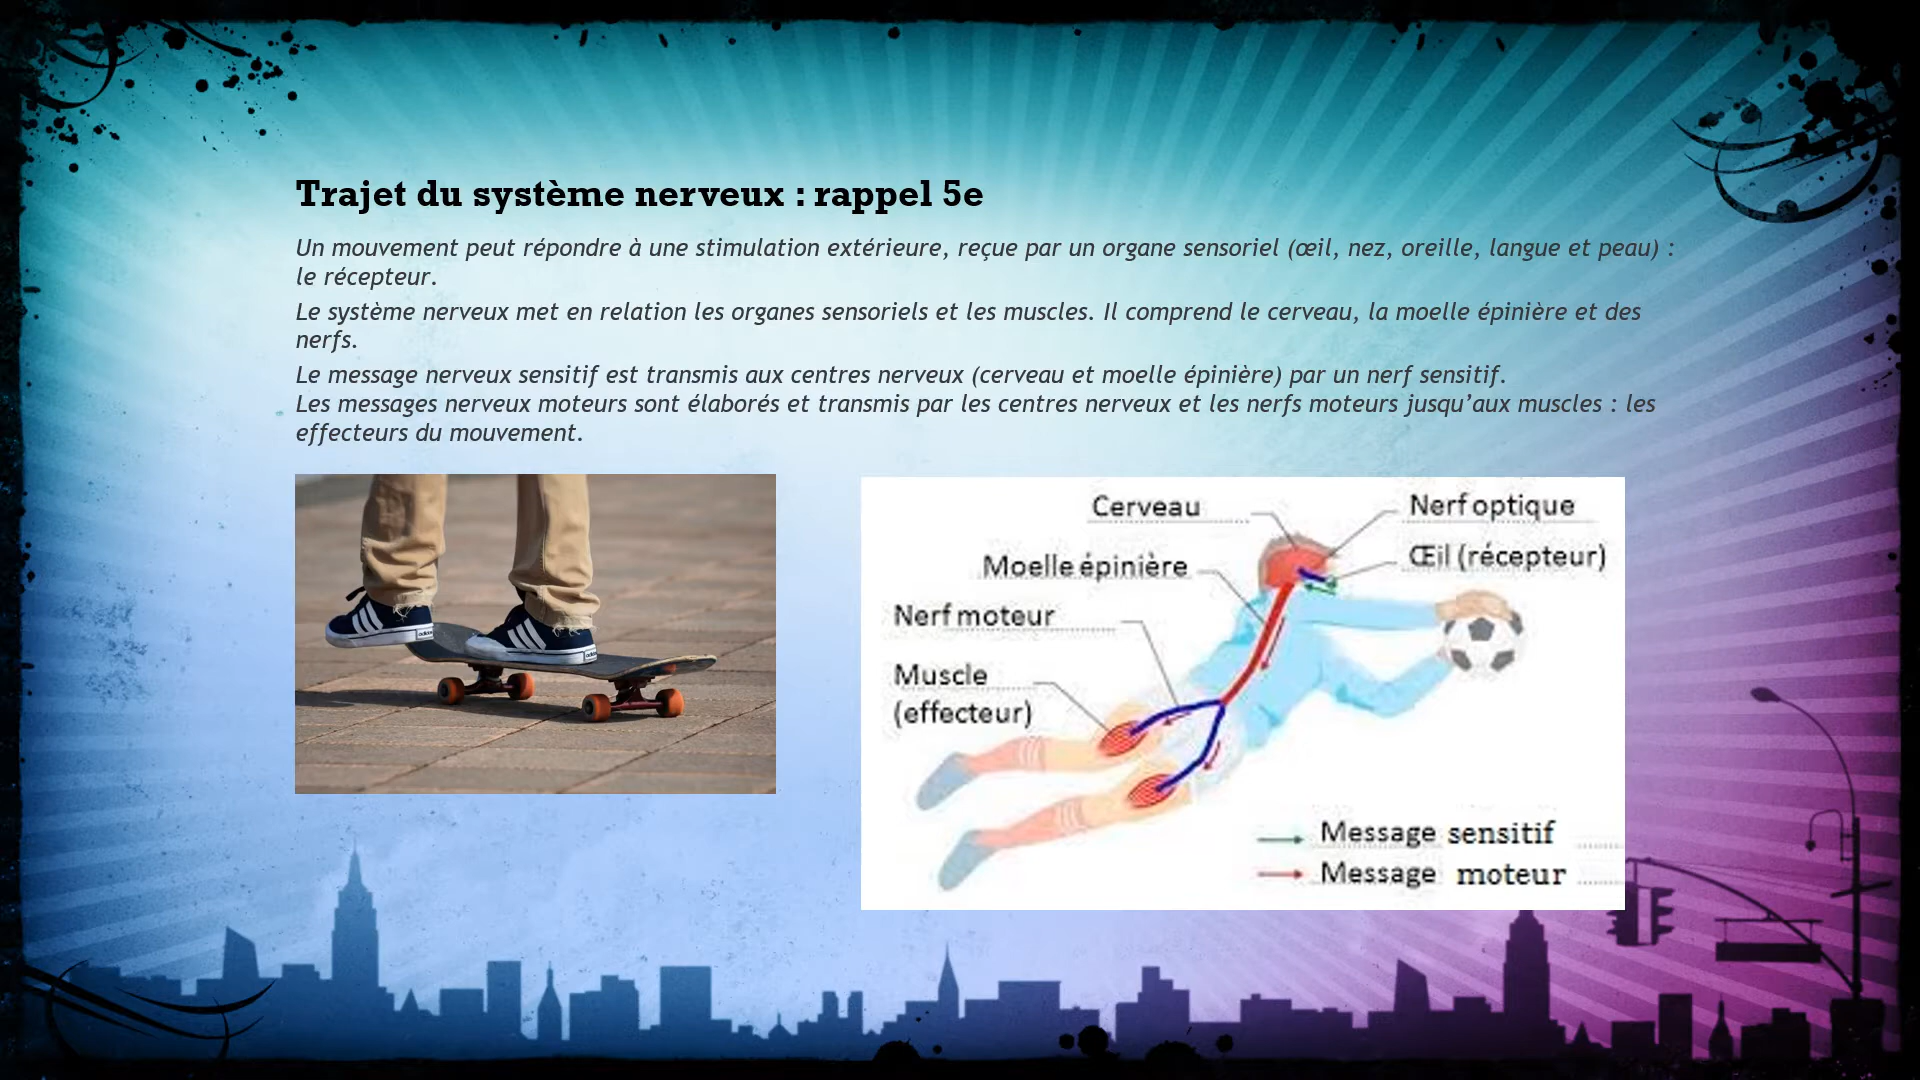 Trajet du système nerveux : rappel 5e
Un mouvement peut répondre à une stimulation extérieure, reçue par un organe sensoriel (œil, nez, oreille, langue et peau) :
le récepteur.
Le système nerveux met en relation les organes sensoriels et les muscles. Il comprend le cerveau, la moelle épinière et des
nerfs.
Le message nerveux sensitif est transmis aux centres nerveux (cerveau et moelle épinière) par un nerf sensitif.
Les messages nerveux moteurs sont élaborés et transmis par les centres nerveux et les nerfs moteurs jusqu’aux muscles : les
effecteurs du mouvement.
Cerveau
Nerf optique
Œil (récepteur)
Moelle épinière
Nerf moteur
Muscle
(effecteur)
Message sensitif
Message moteur